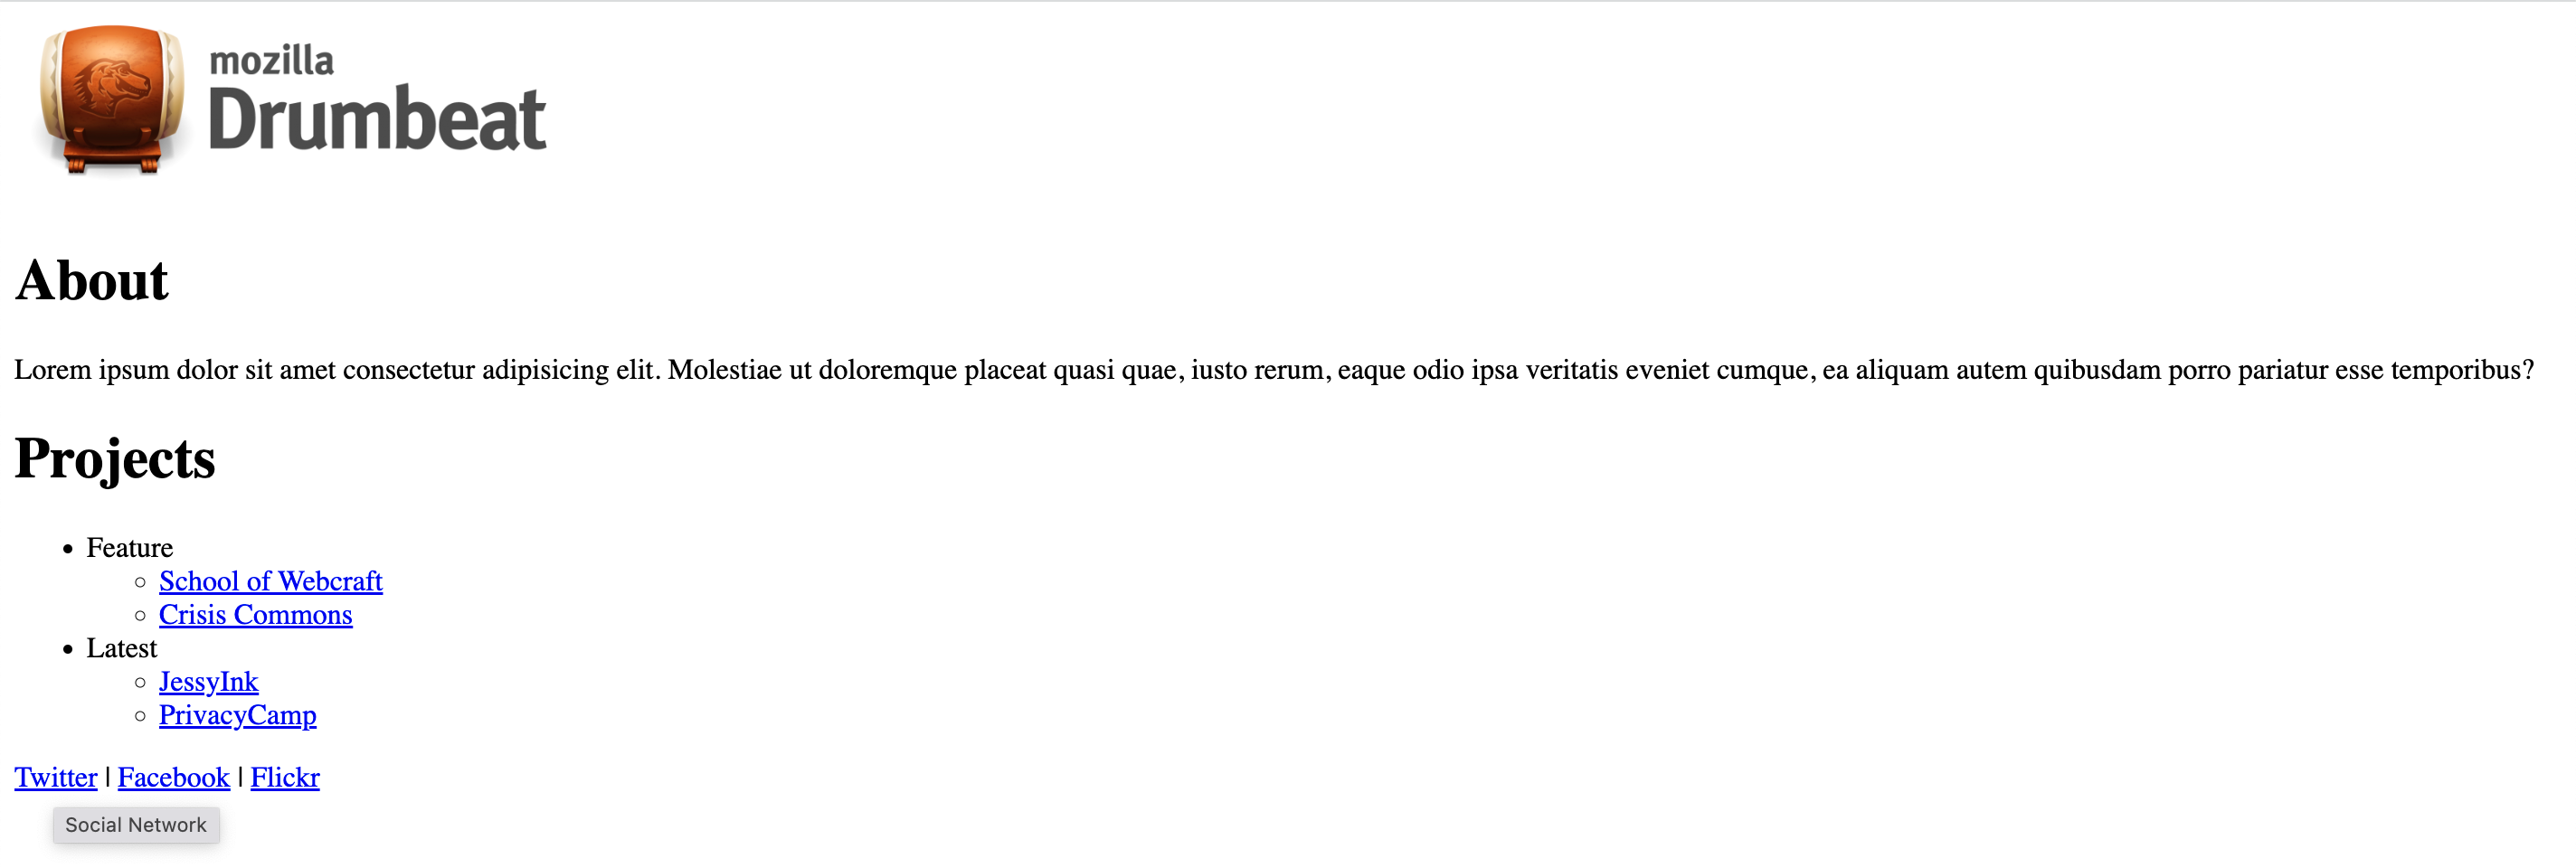 mozilla
Drumbeat
About
Lorem ipsum dolor sit amet consectetur adipisicing elit. Molestiae ut doloremque placeat quasi quae, iusto rerum, eaque odio ipsa veritatis eveniet cumque, ea aliquam autem quibusdam porro pariatur esse temporibus?
Projects
Feature
School of Webcraft
Crisis Commons
Latest
JessyInk
PrivacyCamp
Twitter | Facebook | Flickr
Social Network